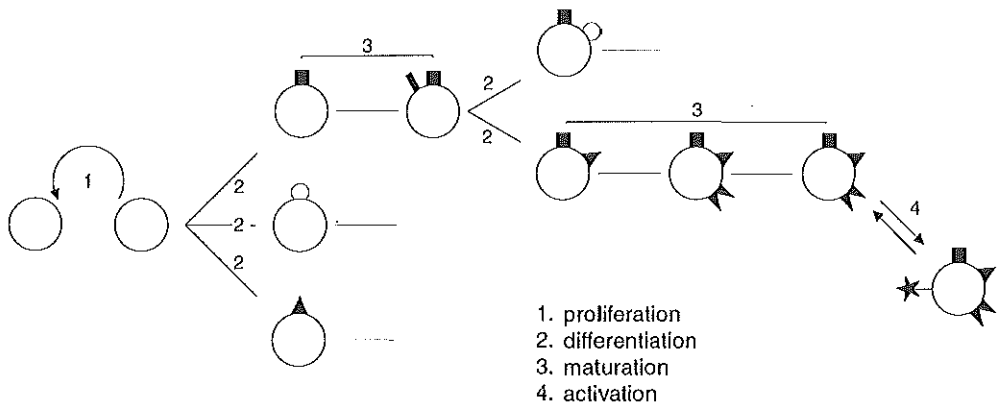 3
2
2
3
1
2
2
2
4
1. proliferation
2. differentiation
3. maturation
4. activation